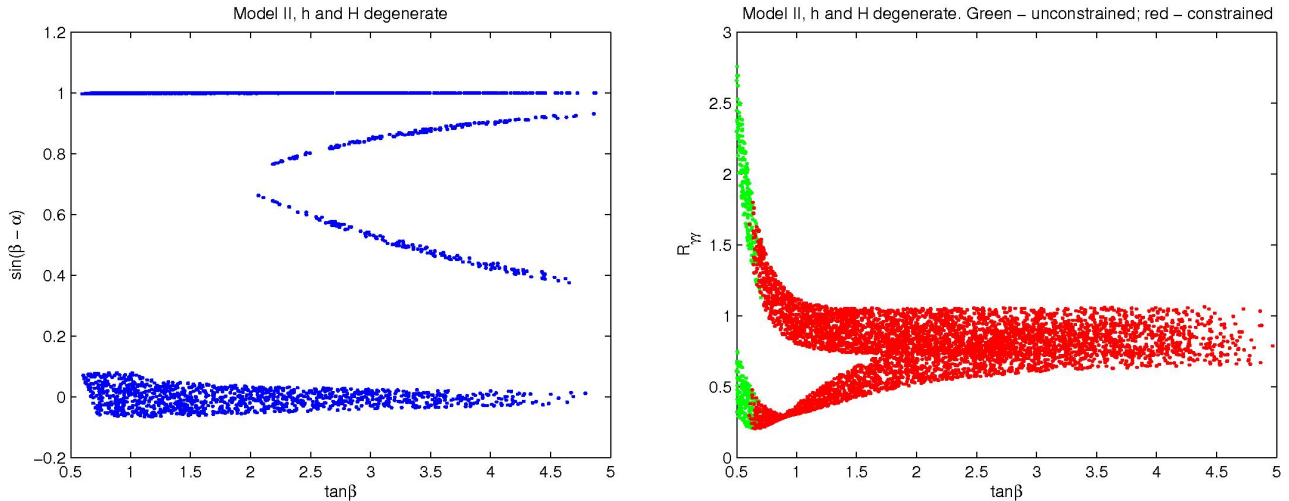 Model II, h and H degenerate
1.2
1
0.8
0.6
0.4
0.2
0
−0.2
sin(β − α)
0.5 1 1.5 2 2.5 3 3.5 4 4.5 5
tanβ
Model II, h and H degenerate. Green − unconstrained; red − constrained
3
2.5
2
1.5
1
0.5
0
Rγγ
0.5 1 1.5 2 2.5 3 3.5 4 4.5 5
tanβ